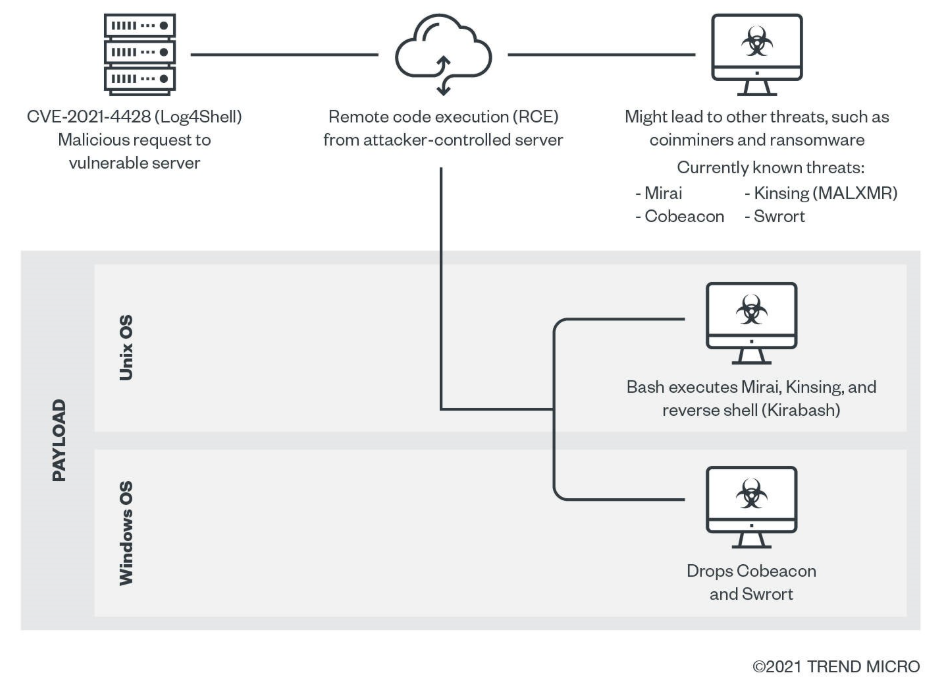 CVE-2021-4428 (Log4Shell)
Malicious request to
vulnerable server
Remote code execution (RCE)
from attacker-controlled server
Might lead to other threats, such as
coinminers and ransomware
Currently known threats:
- Mirai
- Kinsing (MALXMR)
- Cobeacon
- Swrort
PAYLOAD
Unix OS
Bash executes Mirai, Kinsing, and
reverse shell (Kirabash)
Windows OS
Drops Cobeacon
and Swrort
©2021 TREND MICRO